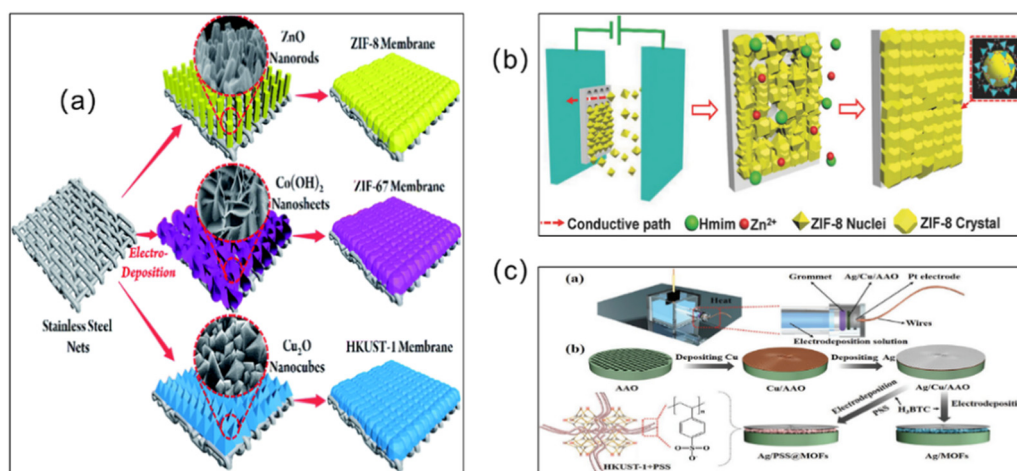 (a)
ZnO
Nanorods
ZIF-8 Membrane
Co(OH)2
Nanosheets
ZIF-67 Membrane
Electro-
Deposition
Stainless Steel
Nets
Cu2O
Nanocubes
HKUST-1 Membrane
(b)
Conductive path
Hmim
Zn2+
ZIF-8 Nuclei
ZIF-8 Crystal
(c)
(a)
Heat
Grommet
Ag/Cu/AAO
Pt electrode
Wires
Electrodeposition solution
(b)
AAO
Depositing Cu
Cu/AAO
Depositing Ag
Ag/Cu/AAO
Electrodeposition
PSS
H3BTC
Electrodeposition
n
O=S=O
O-
HKUST-1+PSS
Ag/PSS@MOFs
Ag/MOFs